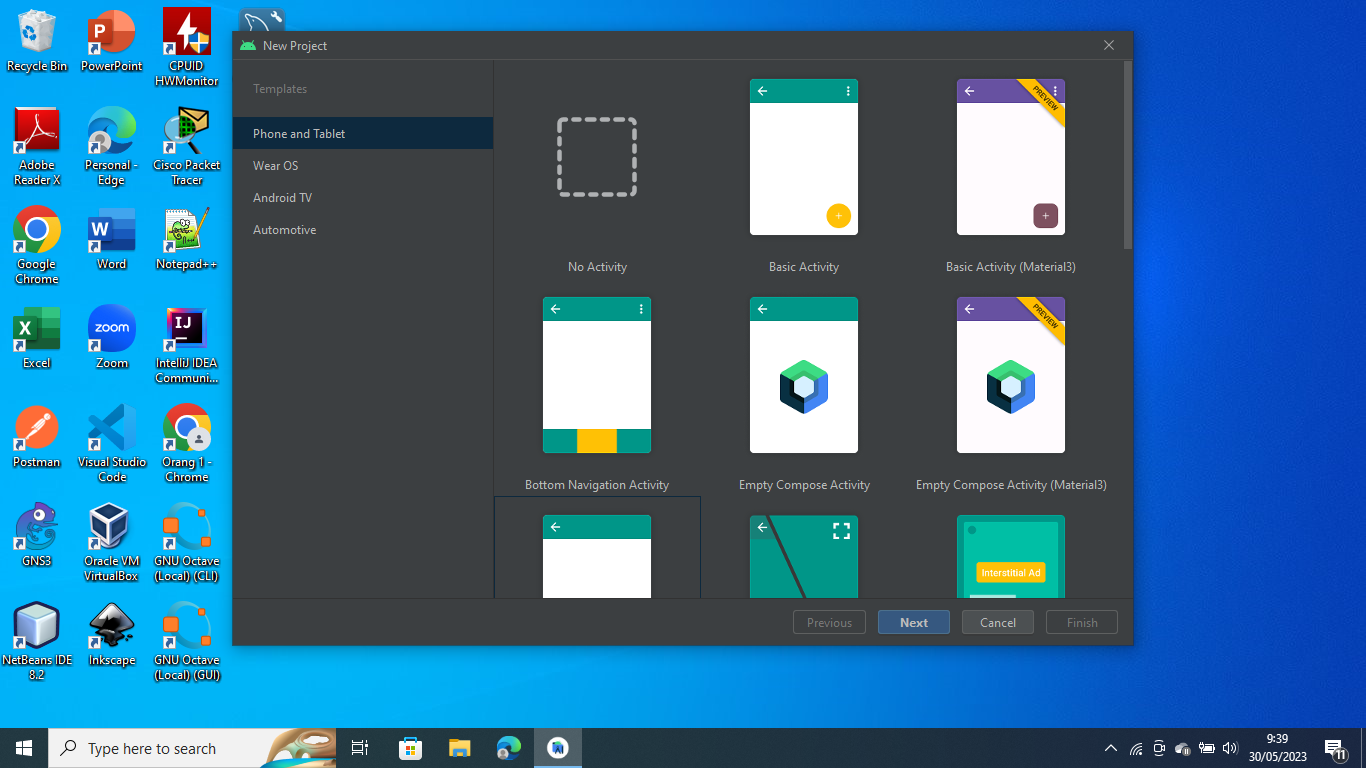 Recycle Bin
PowerPoint
CPUID
HWMonitor
Adobe
Reader X
Personal -
Edge
Cisco Packet
Tracer
Google
Chrome
Word
Notepad++
Excel
Zoom
zoom
IntelliJ IDEA
Communi...
IJ
Postman
Visual Studio
Code
Orang 1 -
Chrome
GNS3
Oracle VM
VirtualBox
GNU Octave
(Local) (CLI)
NetBeans IDE
8.2
Inkscape
GNU Octave
(Local) (GUI)
New Project
Templates
Phone and Tablet
Wear OS
Android TV
Automotive
No Activity
Basic Activity
PREVIEW
Basic Activity (Material3)
Bottom Navigation Activity
Empty Compose Activity
PREVIEW
Empty Compose Activity (Material3)
Interstitial Ad
Previous
Next
Cancel
Finish
Type here to search
9:39
30/05/2023
11